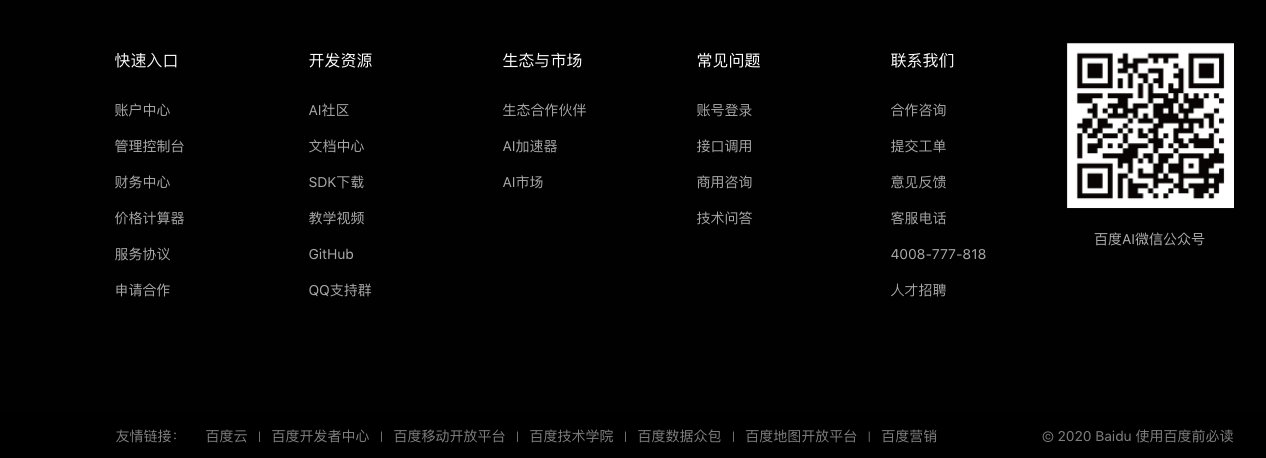 快速入口
账户中心
管理控制台
财务中心
价格计算器
服务协议
申请合作
开发资源
AI社区
文档中心
SDK下载
教学视频
GitHub
QQ支持群
生态与市场
生态合作伙伴
AI加速器
AI市场
常见问题
账号登录
接口调用
商用咨询
技术问答
联系我们
合作咨询
提交工单
意见反馈
客服电话
4008-777-818
人才招聘
百度AI微信公众号
友情链接： 百度云 | 百度开发者中心 | 百度移动开放平台 | 百度技术学院 | 百度数据众包 | 百度地图开放平台 | 百度营销
© 2020 Baidu 使用百度前必读